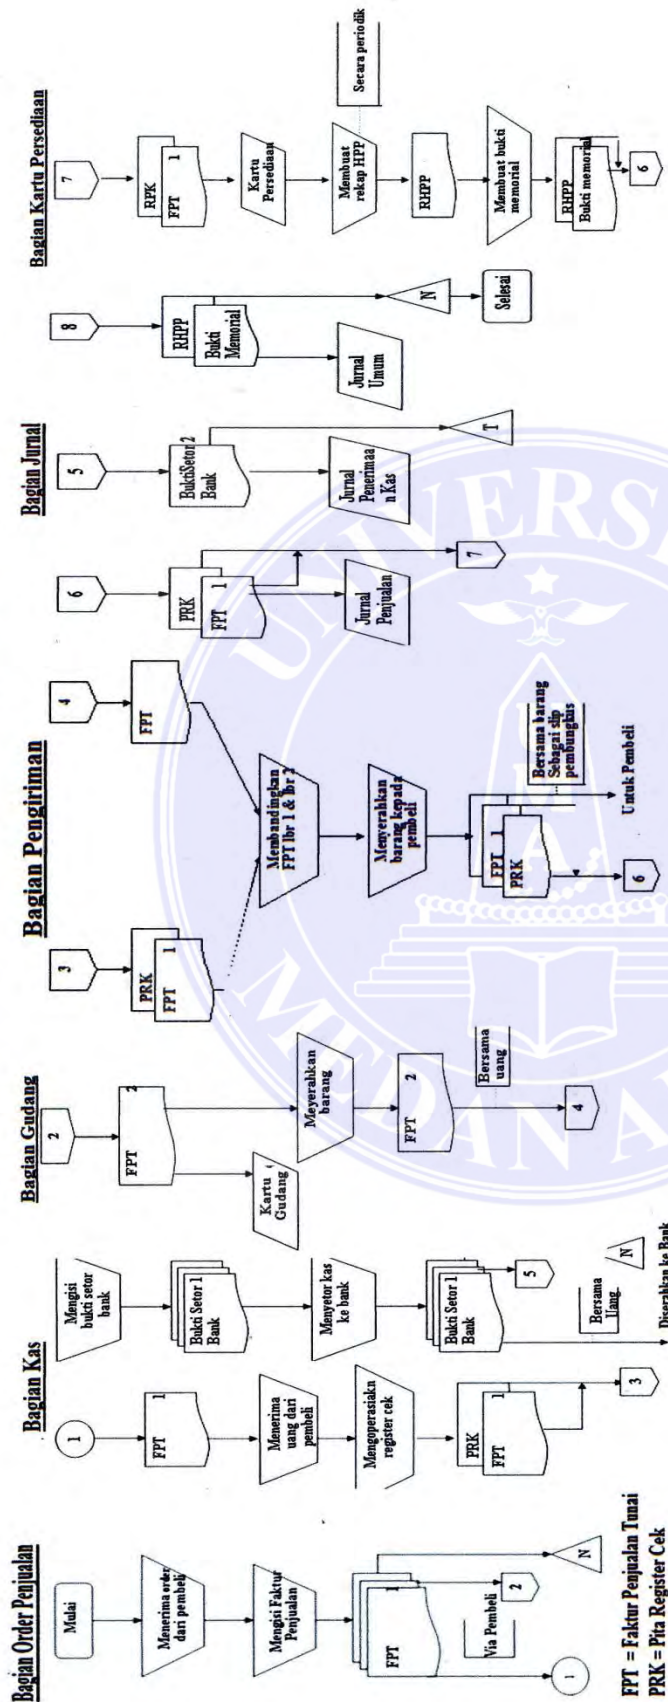 Bagian Order Penjualan
Mulai
Menerima order
dari pembeli
Mengisi Faktur
Penjualan
1
FPT
Via Pembeli
1
2
N
FPT = Faktur Penjualan Tunai
PRK = Pita Register Cek
Bagian Kas
1
1
FPT
Menerima
uang dari
pembeli
Mengoperasiakn
register cek
PRK
1
FPT
3
Mengisi
bukti setor
bank
Bukti Setor 1
Bank
Menyetor kas
ke bank
Bukti Setor 1
Bank
5
Bersama
Uang
N
Diserahkan ke Bank
Bagian Gudang
2
2
FPT
Kartu
Gudang
Meyerahkan
barang
2
FPT
Bersama
uang
4
Bagian Pengiriman
3
PRK
1
FPT
4
FPT
Membandingkan
FPT lbr 1 & lbr 2
Menyerahkan
barang kepada
pembeli
FPT 1
PRK
Bersama barang
Sebagai slip
pembungkus
Untuk Pembeli
6
Bagian Jurnal
6
PRK
1
FPT
Jurnal
Penjualan
7
5
BuktiSetor 2
Bank
Jurnal
Penerimaa
n Kas
T
8
RHPP
Bukti
Memorial
Jurnal
Umum
N
Selesai
Bagian Kartu Persediaan
7
RPK
1
FPT
Kartu
Persediaan
Membuat
rekap HPP
Secara periodik
RHPP
Membuat bukti
memorial
RHPP
Bukti memorial
6
UNIVERS
MEDAN A
U
M
A